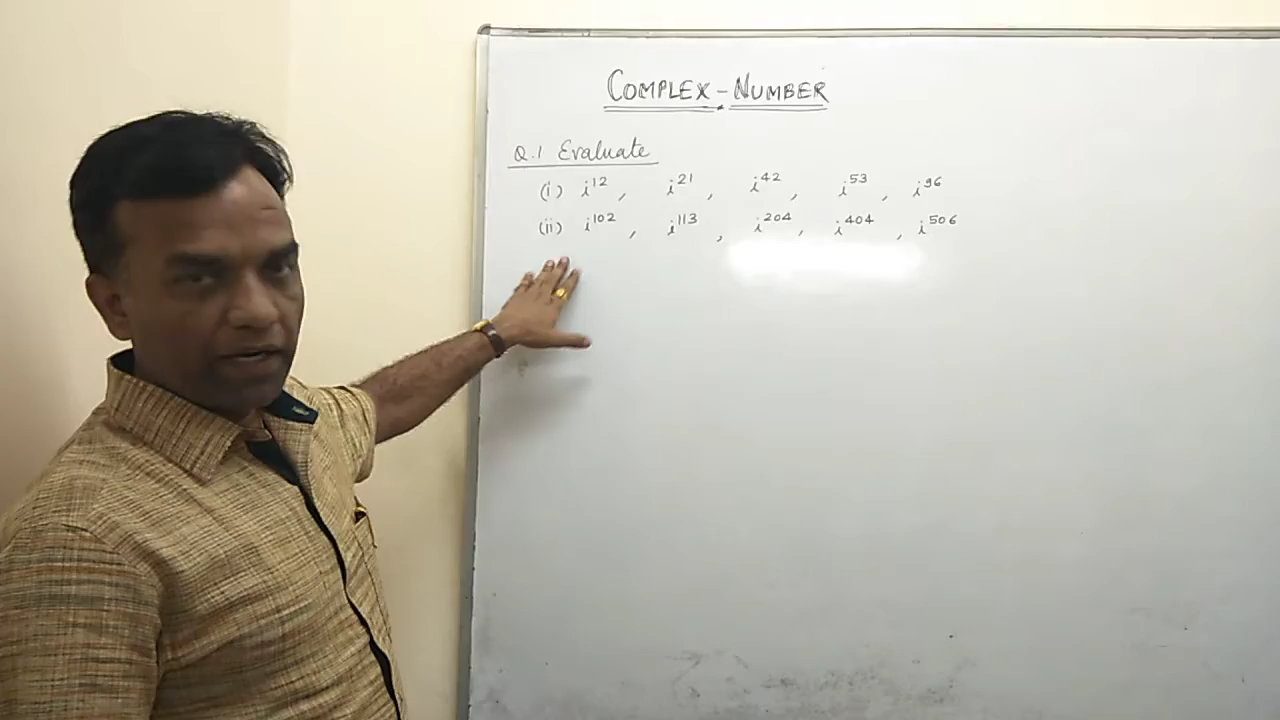 COMPLEX-NUMBER
Q.1 Evaluate
(i) i¹², i²¹, i⁴², i⁵³, i⁹⁶
(ii) i¹⁰², i¹¹³, i²⁰⁴, i⁴⁰⁴, i⁵⁰⁶